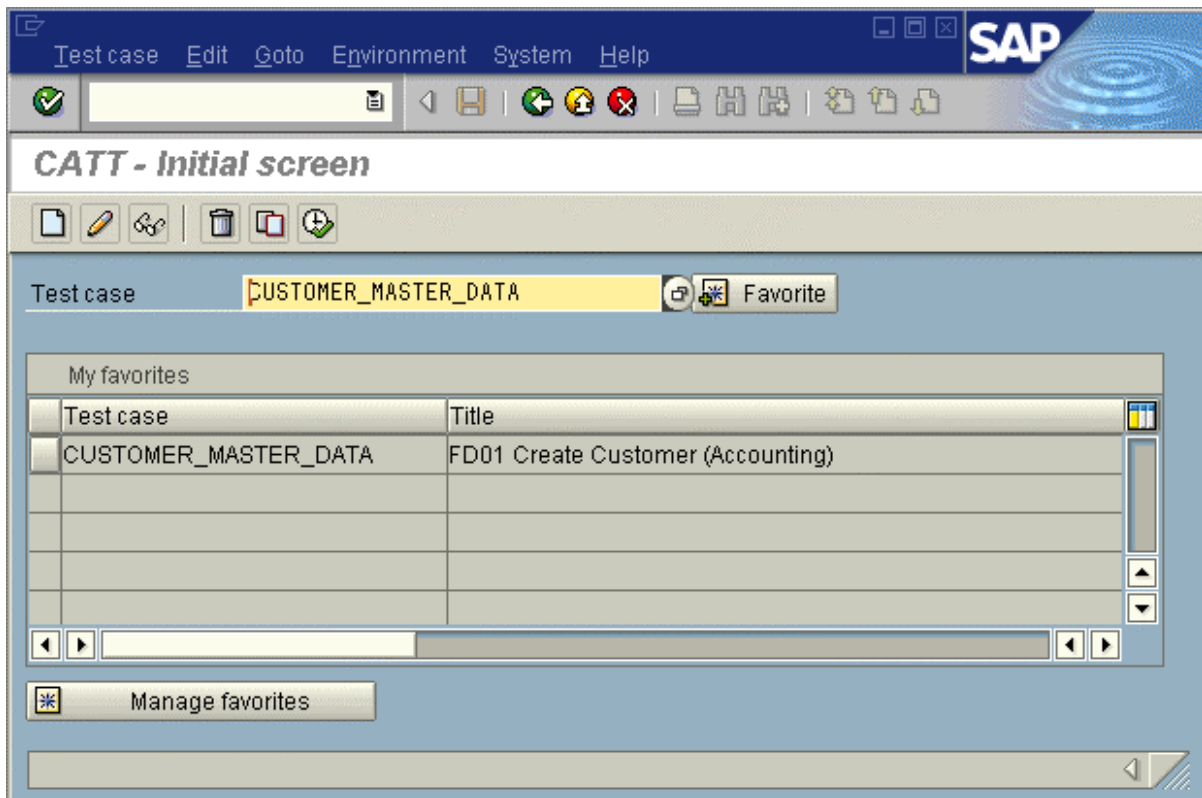 SAP
Test case Edit Goto Environment System Help
CATT - Initial screen
Test case CUSTOMER_MASTER_DATA Favorite
My favorites
Test case Title
CUSTOMER_MASTER_DATA FD01 Create Customer (Accounting)
Manage favorites